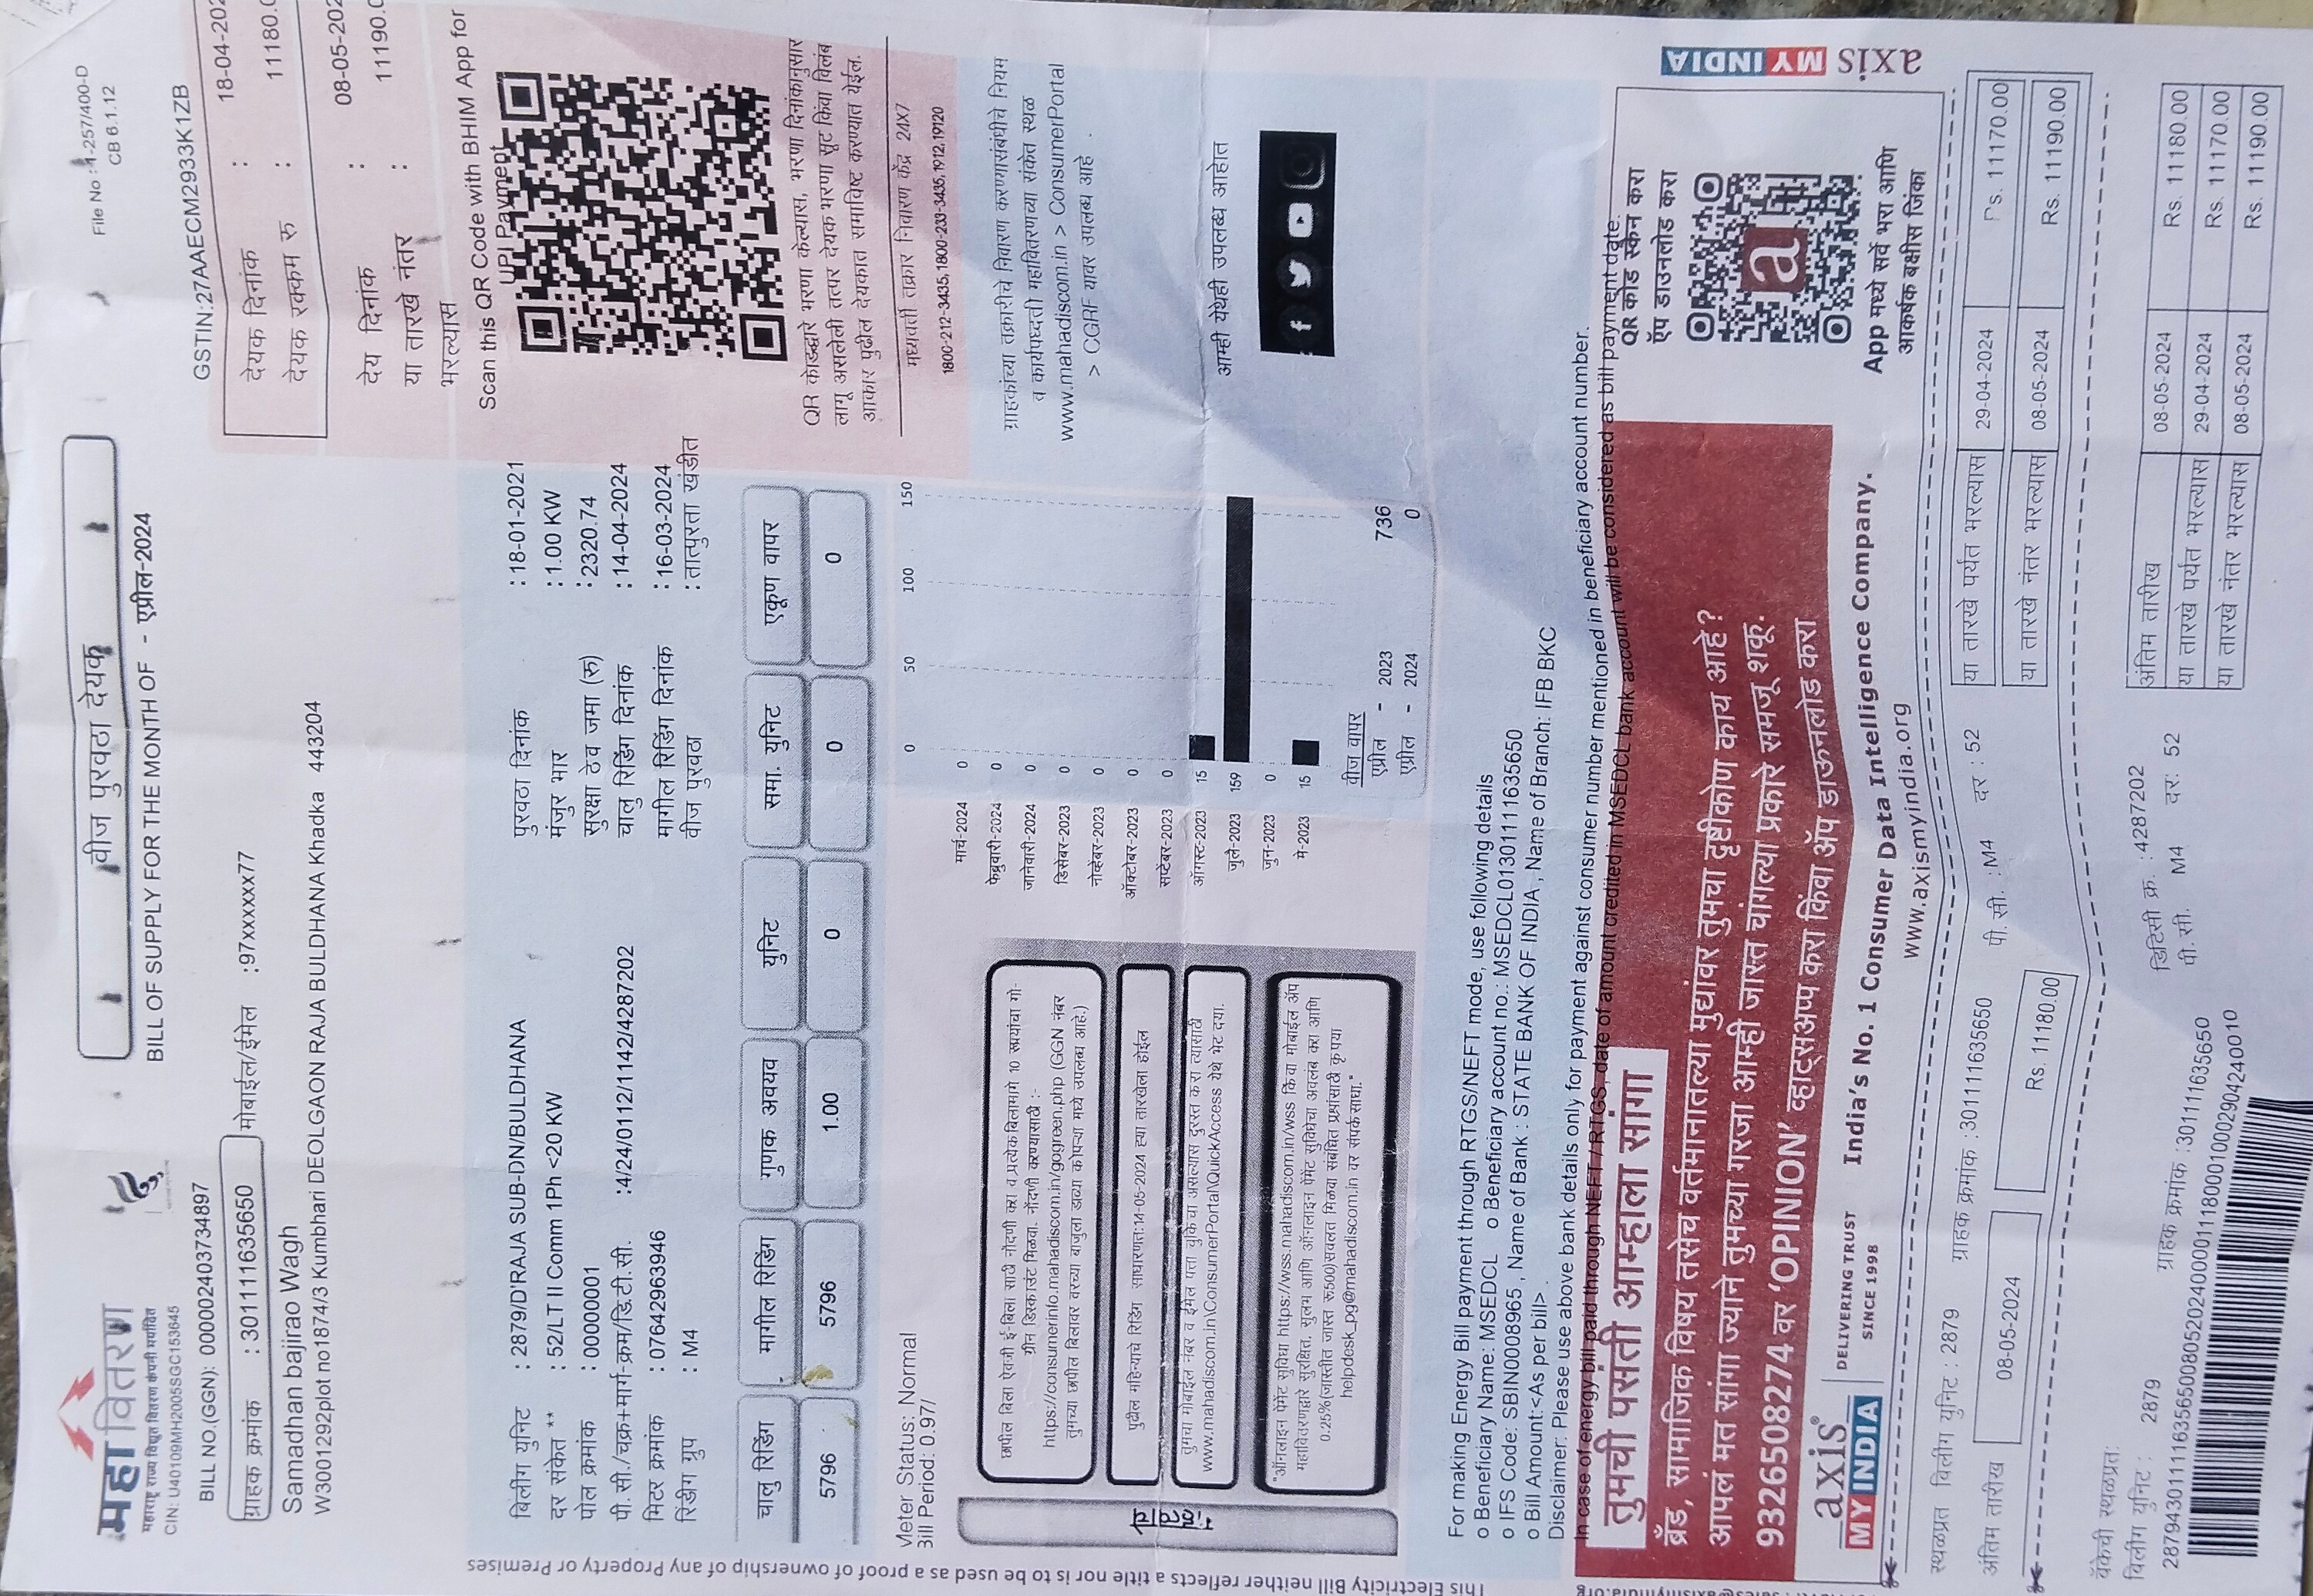 महावितरण
महाराष्ट्र राज्य विद्युत वितरण कंपनी मर्यादित
CIN: U40109MH2005SGC153645
वीज पुरवठा देयक
BILL OF SUPPLY FOR THE MONTH OF - एप्रील-2024
File No :4-257/400-D
CB 6.1.12
BILL NO.(GGN): 000002403734897
GSTIN:27AAAECM2933K1ZB
ग्राहक क्रमांक : 301111635650
मोबाईल/ईमेल :97xxxxxx77
Samadhan bajirao Wagh
W3001292plot no1874/3 Kumbhari DEOLGAON RAJA BULDHANA Khadka 443204
देयक दिनांक : 18-04-202
देयक रक्कम रु : 11180.0
देय दिनांक : 08-05-202
या तारखे नंतर : 11190.0
भरल्यास
बिलींग युनिट : 2879/D'RAJA SUB-DN/BULDHANA
दर संकेत ** : 52/LT II Comm 1Ph <20 KW
पोल क्रमांक : 00000001
पी. सी./चक्र+मार्ग-क्रम/डि.टी.सी. :4/24/0112/1142/4287202
मिटर क्रमांक : 07642963946
रिडींग ग्रुप : M4
पुरवठा दिनांक : 18-01-2021
मंजुर भार : 1.00 KW
सुरक्षा ठेव जमा (रु) : 2320.74
चालु रिडिंग दिनांक : 14-04-2024
मागील रिडिंग दिनांक : 16-03-2024
वीज पुरवठा : तात्पुरता खंडीत
Scan this QR Code with BHIM App for
UPI Payment
QR कोडद्वारे भरणा केल्यास, भरणा दिनांकानुसार
लागू असलेली तत्पर देयक भरणा सूट किंवा विलंब
आकार पुढील देयकात समाविष्ट करण्यात येईल.
मध्यवर्ती तक्रार निवारण केंद्र 24X7
1800-212-3435,1800-233-3435,1912,19120
चालु रिडिंग मागील रिडिंग गुणक अवयव युनिट समा. युनिट एकूण वापर
5796 5796 1.00 0 0 0
Meter Status: Normal
Bill Period: 0.97/
महत्वाचे
छापील बिला ऐवजी ई-बिला साठी नोंदणी करा व प्रत्येक बिलामागे 10 रूपयांचा गो-
ग्रीन डिस्काउंट मिळवा. नोंदणी करण्यासाठी :-
https://consumerinfo.mahadiscom.in/gogreen.php (GGN नंबर
तुमच्या छापील बिलावर वरच्या बाजुला डाव्या कोपऱ्या मध्ये उपलब्ध आहे.)
पुढील महिन्याचे रिडिंग साधारणत:14-05-2024 ह्या तारखेला होईल
तुमचा मोबाईल नंबर व ईमेल पत्ता चुकीचा असल्यास दुरुस्त करा त्यासाठी
www.mahadiscom.in\ConsumerPortal\QuickAccess येथे भेट द्या.
"ऑनलाइन पेमेंट सुविधा https://wss.mahadiscom.in/wss किंवा मोबाईल ॲप
महावितरणद्वारे सुरक्षित, सुलभ आणि ऑनलाइन पेमेंट सुविधेचा अवलंब करा आणि
0.25%(जास्तीत जास्त रु.500)सवलत मिळवा संबंधित प्रश्नांसाठी कृपया
helpdesk_pg@mahadiscom.in वर संपर्क साधा."
0 50 100 150
मार्च-2024 0
फेब्रुवारी-2024 0
जानेवारी-2024 0
डिसेंबर-2023 0
नोव्हेंबर-2023 0
ऑक्टोबर-2023 0
सप्टेंबर-2023 0
ऑगस्ट-2023 15
जुलै-2023 159
जुन-2023 0
मे-2023 15
वीज वापर
एप्रील - 2023 736
एप्रील - 2024 0
ग्राहकांच्या तक्रारींचे निवारण करण्यासंबंधीचे नियम
व कार्यपध्दती महावितरणच्या संकेत स्थळ
www.mahadiscom.in > ConsumerPortal
> CGRF यावर उपलब्ध आहे .
आम्ही येथेही उपलब्ध आहोत
For making Energy Bill payment through RTGS/NEFT mode, use following details
o Beneficiary Name: MSEDCL o Beneficiary account no.: MSEDCL01301111635650
o IFS Code: SBIN0008965 , Name of Bank : STATE BANK OF INDIA , Name of Branch: IFB BKC
o Bill Amount:<As per bill> .
Disclaimer: Please use above bank details only for payment against consumer number mentioned in beneficiary account number.
In case of energy bill paid through NEFT / RTGS, date of amount credited in MSEDCL bank account will be considered as bill payment date.
This Electricity Bill neither reflects a title nor is to be used as a proof of ownership of any Property or Premises
तुमची पसंती आम्हाला सांगा
ब्रँड, सामाजिक विषय तसेच वर्तमानातल्या मुद्यांवर तुमचा दृष्टीकोण काय आहे?
आपलं मत सांगा ज्याने तुमच्या गरजा आम्ही जास्त चांगल्या प्रकारे समजू शकू.
9326508274 वर 'OPINION' व्हाट्सअप्प करा किंवा ॲप डाऊनलोड करा
QR कोड स्कॅन करा
ऍप डाउनलोड करा
a
App मध्ये सर्वे भरा आणि
आकर्षक बक्षीस जिंका
axis
MY INDIA
axis
MY INDIA
DELIVERING TRUST
SINCE 1998
India's No. 1 Consumer Data Intelligence Company.
www.axismyindia.org
स्थळप्रत बिलींग युनिट : 2879 ग्राहक क्रमांक :301111635650 पी. सी. :M4 दर : 52
अंतिम तारीख 08-05-2024 Rs. 11180.00
या तारखे पर्यंत भरल्यास 29-04-2024 Rs. 11170.00
या तारखे नंतर भरल्यास 08-05-2024 Rs. 11190.00
बँकेची स्थळप्रत:
बिलींग युनिट : 2879 ग्राहक क्रमांक :301111635650
डिटिसी क्र. :4287202
पी. सी. M4 दर: 52
अंतिम तारीख 08-05-2024 Rs. 11180.00
या तारखे पर्यंत भरल्यास 29-04-2024 Rs. 11170.00
या तारखे नंतर भरल्यास 08-05-2024 Rs. 11190.00